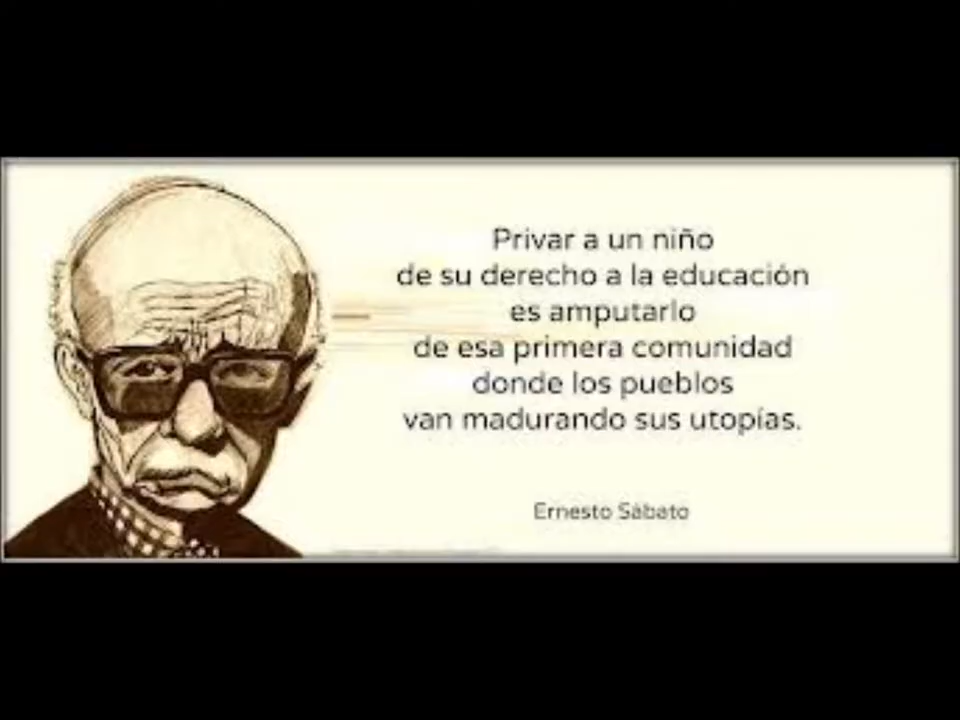 Privar a un niño
de su derecho a la educación
es amputarlo
de esa primera comunidad
donde los pueblos
van madurando sus utopías.
Ernesto Sábato